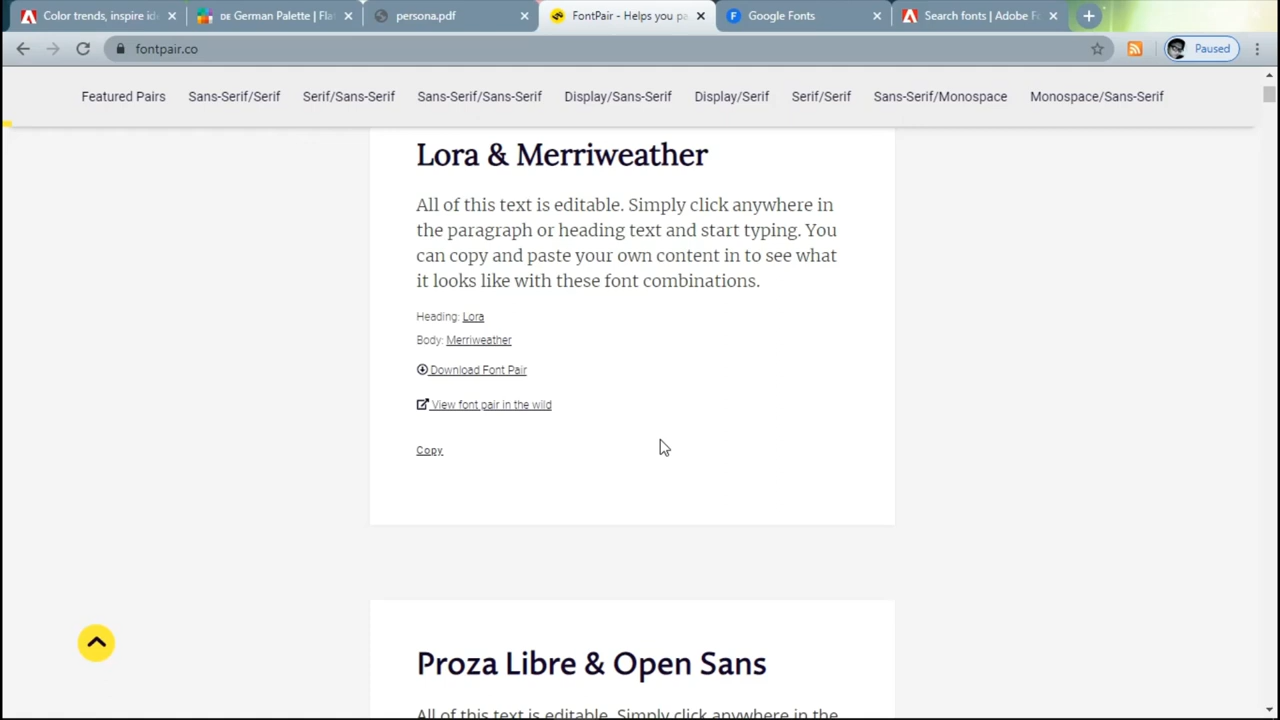 Color trends, inspire id
DE German Palette | Fla
persona.pdf
FontPair - Helps you pa
Google Fonts
Search fonts | Adobe F
fontpair.co
Paused
Featured Pairs
Sans-Serif/Serif
Serif/Sans-Serif
Sans-Serif/Sans-Serif
Display/Sans-Serif
Display/Serif
Serif/Serif
Sans-Serif/Monospace
Monospace/Sans-Serif
Lora & Merriweather
All of this text is editable. Simply click anywhere in
the paragraph or heading text and start typing. You
can copy and paste your own content in to see what
it looks like with these font combinations.
Heading: Lora
Body: Merriweather
Download Font Pair
View font pair in the wild
Copy
Proza Libre & Open Sans
All of this text is editable. Simply click anywhere in the